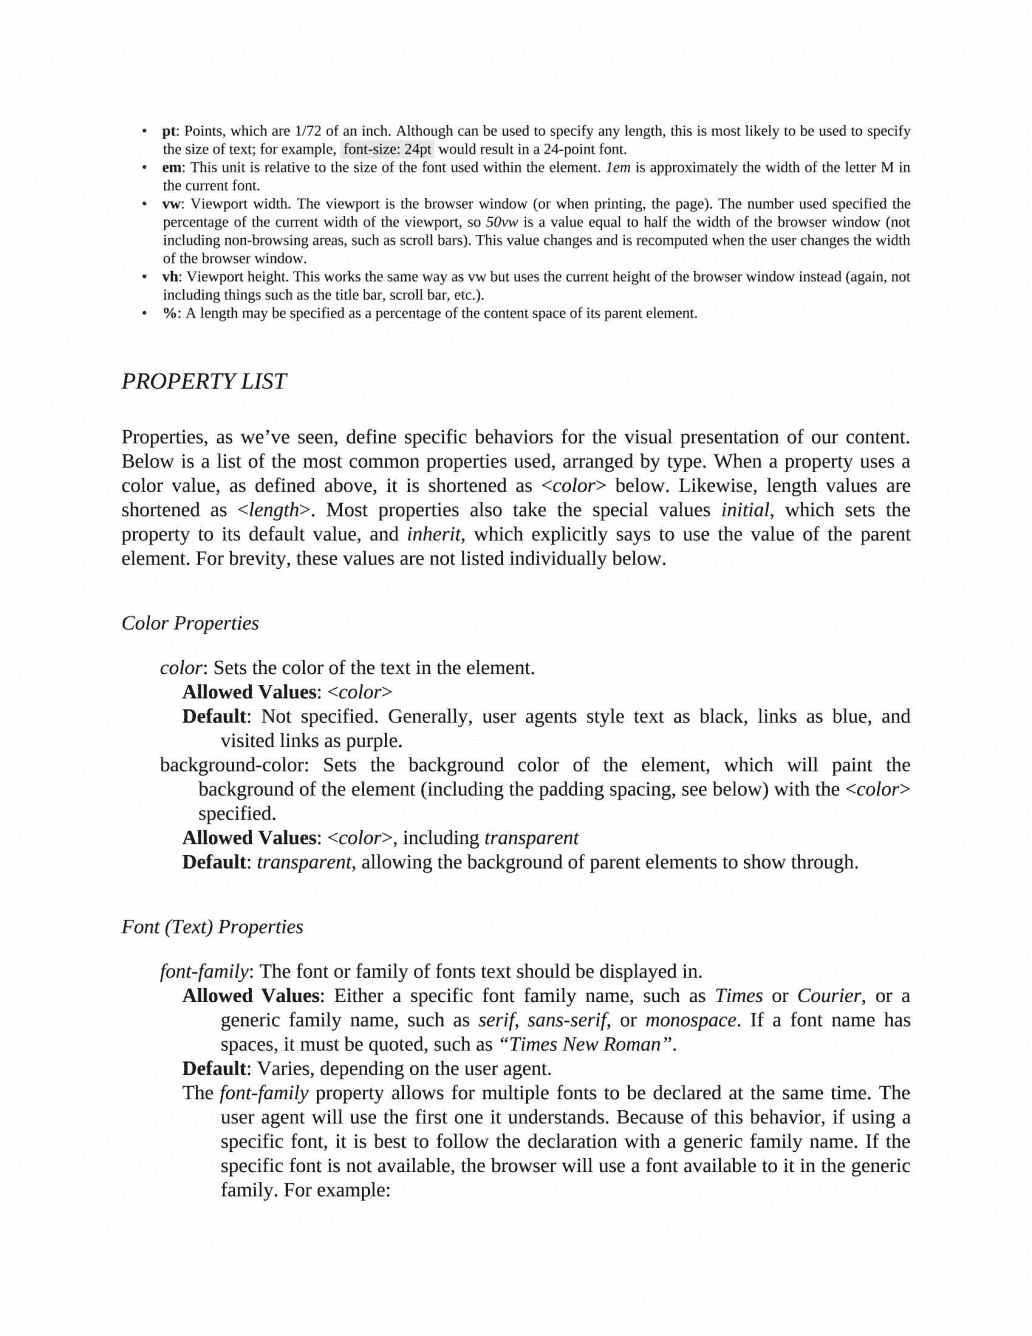 • pt: Points, which are 1/72 of an inch. Although can be used to specify any length, this is most likely to be used to specify
the size of text; for example, font-size: 24pt would result in a 24-point font.
• em: This unit is relative to the size of the font used within the element. 1em is approximately the width of the letter M in
the current font.
• vw: Viewport width. The viewport is the browser window (or when printing, the page). The number used specified the
percentage of the current width of the viewport, so 50vw is a value equal to half the width of the browser window (not
including non-browsing areas, such as scroll bars). This value changes and is recomputed when the user changes the width
of the browser window.
• vh: Viewport height. This works the same way as vw but uses the current height of the browser window instead (again, not
including things such as the title bar, scroll bar, etc.).
• %: A length may be specified as a percentage of the content space of its parent element.
PROPERTY LIST
Properties, as we’ve seen, define specific behaviors for the visual presentation of our content.
Below is a list of the most common properties used, arranged by type. When a property uses a
color value, as defined above, it is shortened as <color> below. Likewise, length values are
shortened as <length>. Most properties also take the special values initial, which sets the
property to its default value, and inherit, which explicitly says to use the value of the parent
element. For brevity, these values are not listed individually below.
Color Properties
color: Sets the color of the text in the element.
Allowed Values: <color>
Default: Not specified. Generally, user agents style text as black, links as blue, and
visited links as purple.
background-color: Sets the background color of the element, which will paint the
background of the element (including the padding spacing, see below) with the <color>
specified.
Allowed Values: <color>, including transparent
Default: transparent, allowing the background of parent elements to show through.
Font (Text) Properties
font-family: The font or family of fonts text should be displayed in.
Allowed Values: Either a specific font family name, such as Times or Courier, or a
generic family name, such as serif, sans-serif, or monospace. If a font name has
spaces, it must be quoted, such as “Times New Roman”.
Default: Varies, depending on the user agent.
The font-family property allows for multiple fonts to be declared at the same time. The
user agent will use the first one it understands. Because of this behavior, if using a
specific font, it is best to follow the declaration with a generic family name. If the
specific font is not available, the browser will use a font available to it in the generic
family. For example: